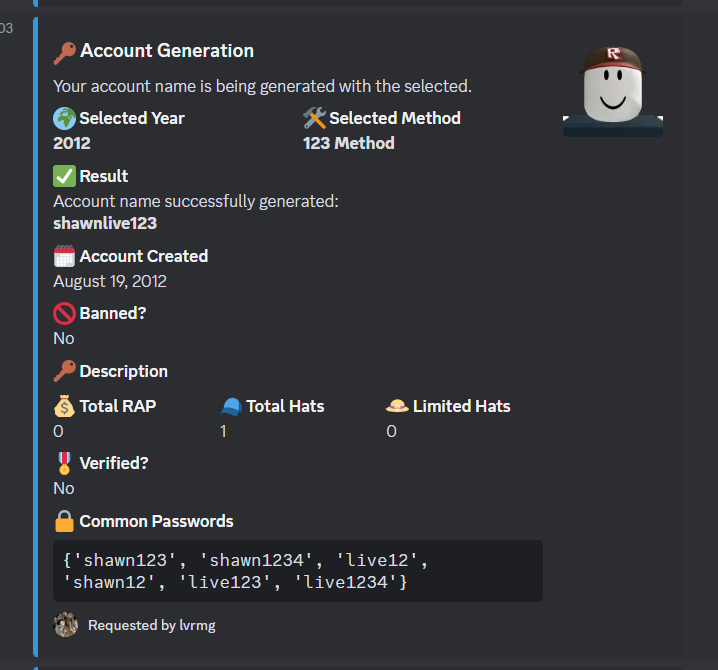 03
Account Generation
Your account name is being generated with the selected.
Selected Year
Selected Method
2012
123 Method
Result
Account name successfully generated:
shawnlive123
Account Created
August 19, 2012
Banned?
No
Description
Total RAP
Total Hats
Limited Hats
0
1
0
Verified?
No
Common Passwords
{'shawn123', 'shawn1234', 'live12',
'shawn12', 'live123', 'live1234'}
Requested by lvrmg